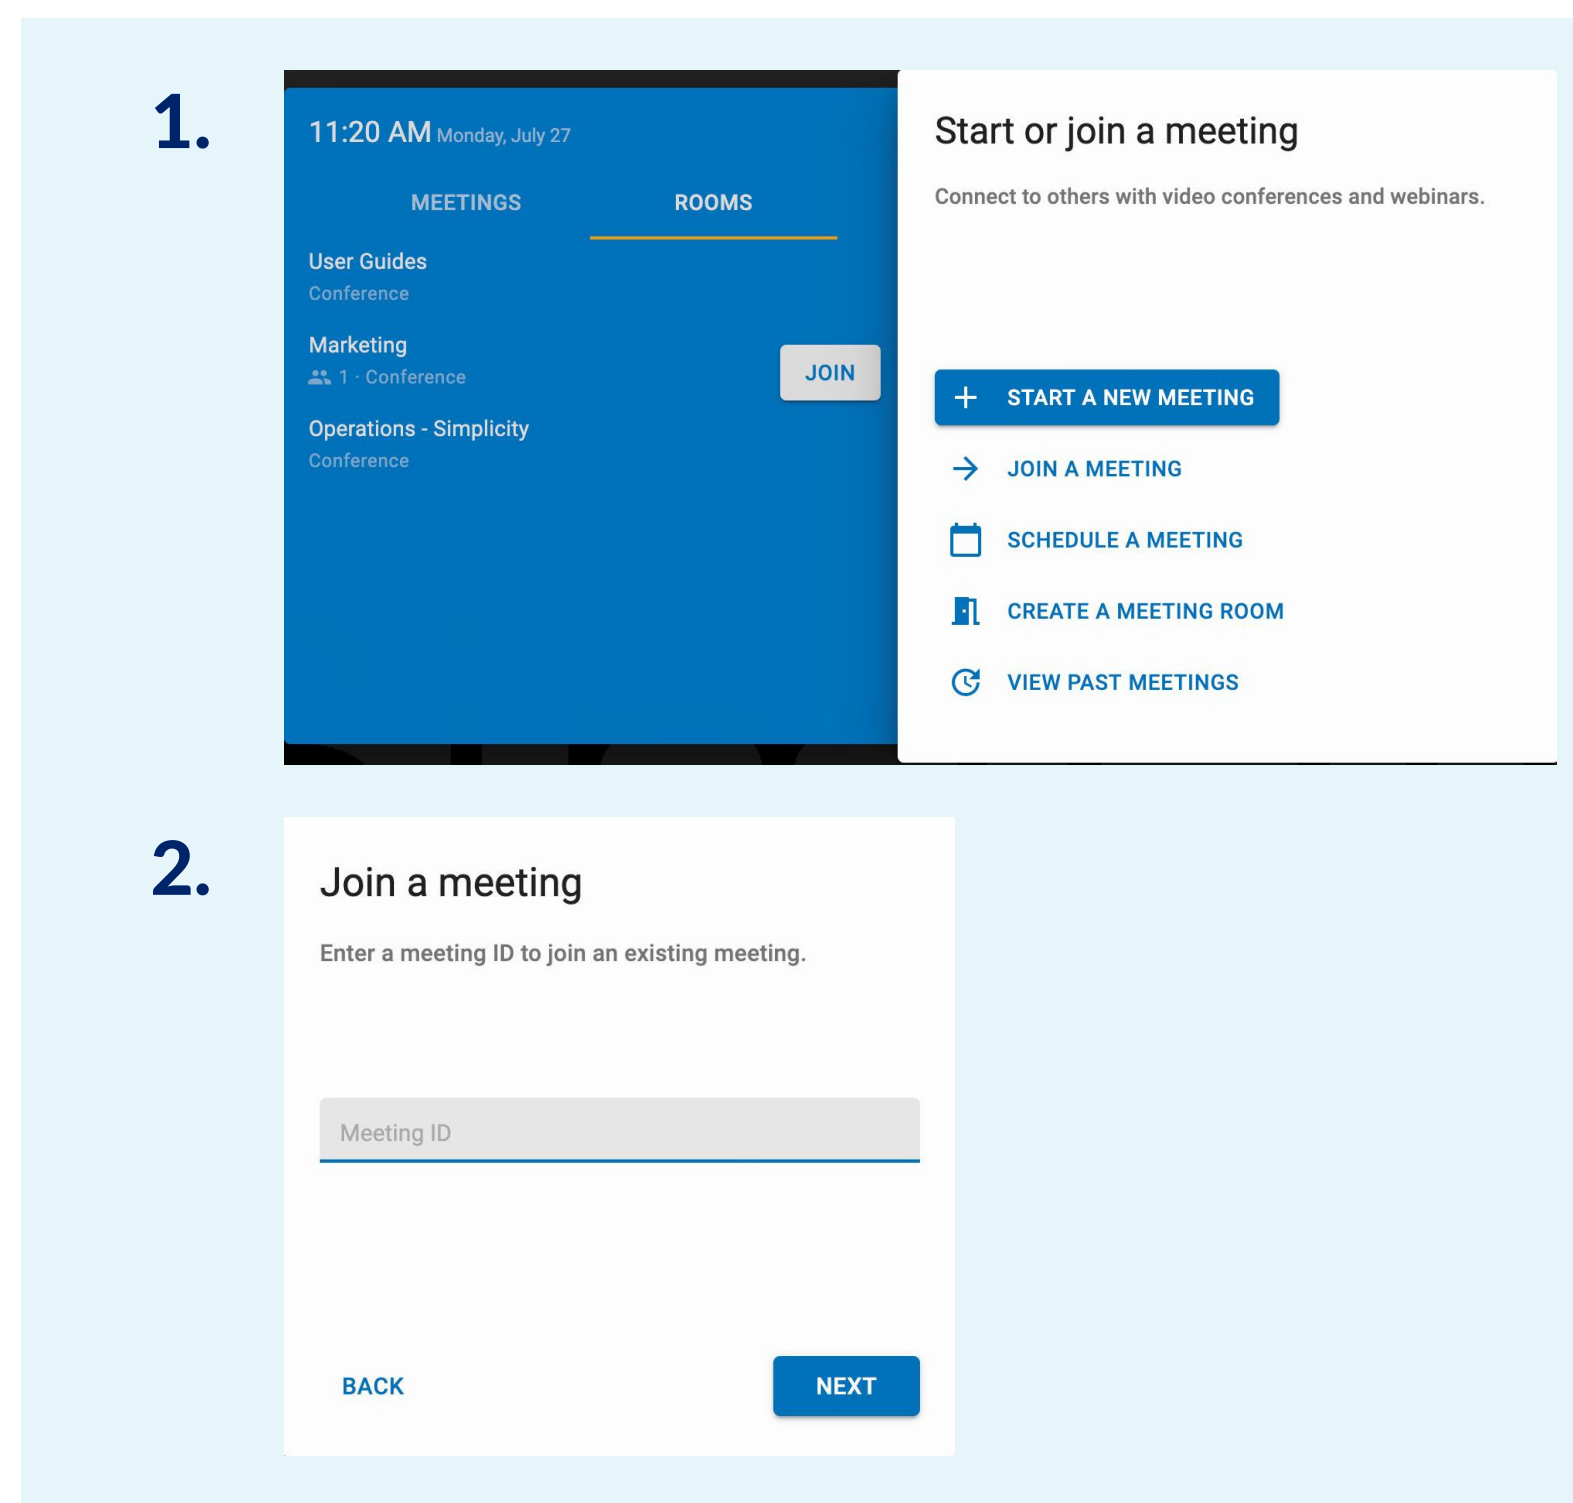 1.
11:20 AM Monday, July 27
MEETINGS ROOMS
User Guides
Conference
Marketing
1 · Conference
JOIN
Operations - Simplicity
Conference
Start or join a meeting
Connect to others with video conferences and webinars.
START A NEW MEETING
JOIN A MEETING
SCHEDULE A MEETING
CREATE A MEETING ROOM
VIEW PAST MEETINGS
2.
Join a meeting
Enter a meeting ID to join an existing meeting.
Meeting ID
BACK NEXT